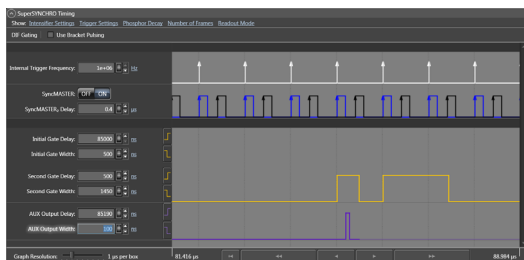 SuperSYNCHRO Timing
Show: Intensifier Settings Trigger Settings Phosphor Decay Number of Frames Readout Mode
DIF Gating Use Bracket Pulsing
Internal Trigger Frequency: 1e+06 Hz
SyncMASTER: OFF ON
SyncMASTER₂ Delay: 0.4 μs
Initial Gate Delay: 85000 ns
Initial Gate Width: 500 ns
Second Gate Delay: 500 ns
Second Gate Width: 1450 ns
AUX Output Delay: 85190 ns
AUX Output Width: 100 ns
Graph Resolution: 1 μs per box 81.416 μs 88.984 μs